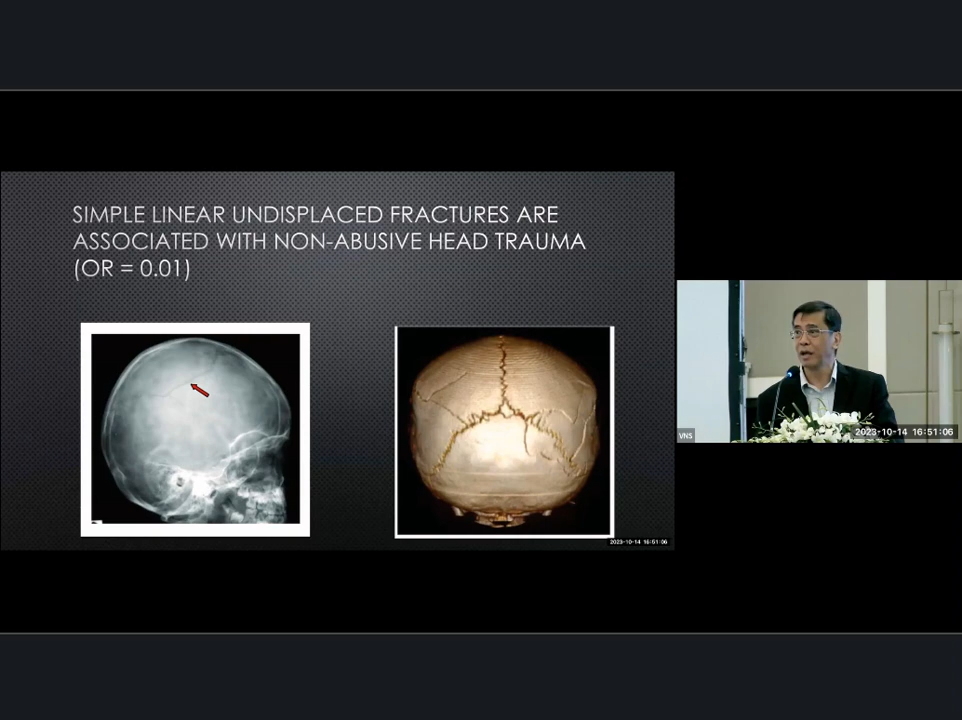 SIMPLE LINEAR UNDISPLACED FRACTURES ARE
ASSOCIATED WITH NON-ABUSIVE HEAD TRAUMA
(OR = 0.01)
2023-10-14 16:51:06
VNS
2023-10-14 16:51:06